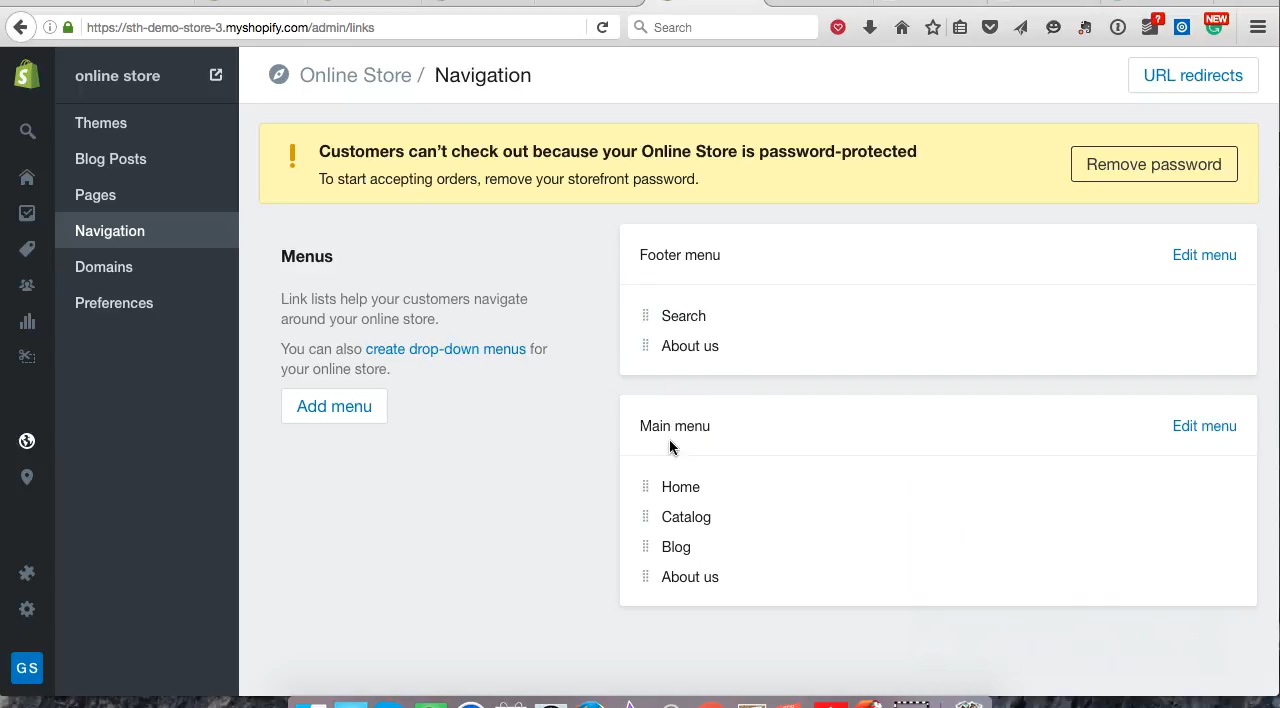 https://sth-demo-store-3.myshopify.com/admin/links
Search
?
NEW
online store
Online Store / Navigation
URL redirects
Themes
Blog Posts
Pages
Navigation
Domains
Preferences
Customers can’t check out because your Online Store is password-protected
To start accepting orders, remove your storefront password.
Remove password
Menus
Link lists help your customers navigate
around your online store.
You can also create drop-down menus for
your online store.
Add menu
Footer menu
Edit menu
Search
About us
Main menu
Edit menu
Home
Catalog
Blog
About us
GS